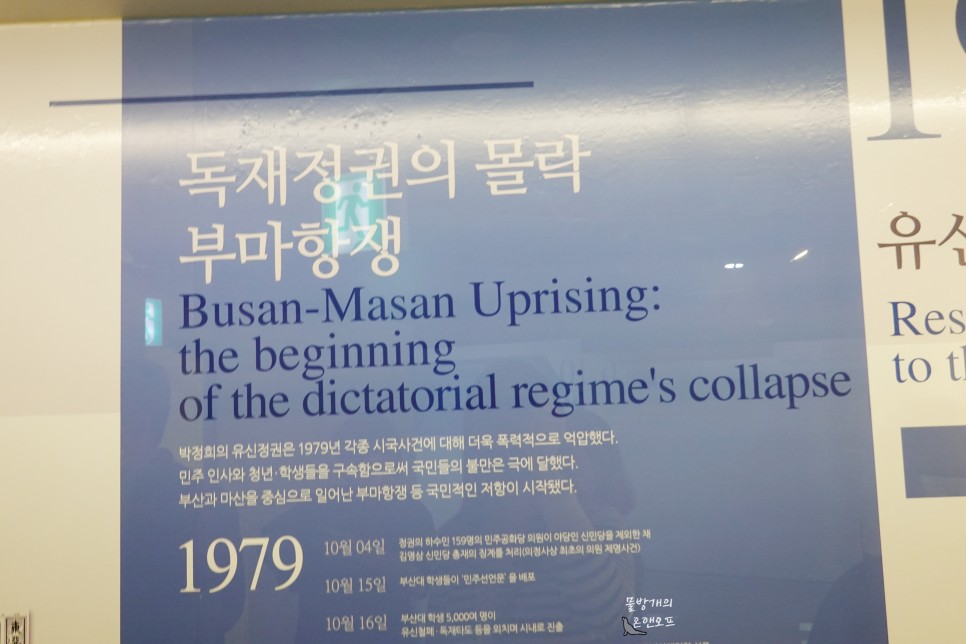 독재정권의 몰락
부마항쟁
Busan-Masan Uprising:
the beginning
of the dictatorial regime's collapse
박정희의 유신정권은 1979년 각종 시국사건에 대해 더욱 폭력적으로 억압했다.
민주 인사와 청년·학생들을 구속함으로써 국민들의 불만은 극에 달했다.
부산과 마산을 중심으로 일어난 부마항쟁 등 국민적인 저항이 시작됐다.
1979
10월 04일
정권의 하수인 159명의 민주공화당 의원이 야당인 신민당을 제외한 채
김영삼 신민당 총재의 징계를 처리(의정사상 최초의 의원 제명사건)
10월 15일
부산대 학생들이 '민주선언문' 을 배포
10월 16일
부산대 학생 5,000여 명이
유신철폐·독재타도 등을 외치며 시내로 진출
뚤방개의
온앤오프
유신
Res
to t